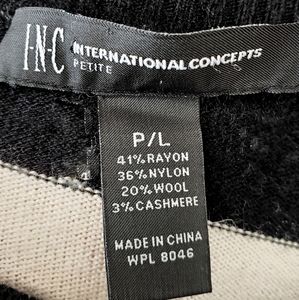 I·N·C INTERNATIONAL CONCEPTS
PETITE
P/L
41%RAYON
36%NYLON
20%WOOL
3%CASHMERE
MADE IN CHINA
WPL 8046